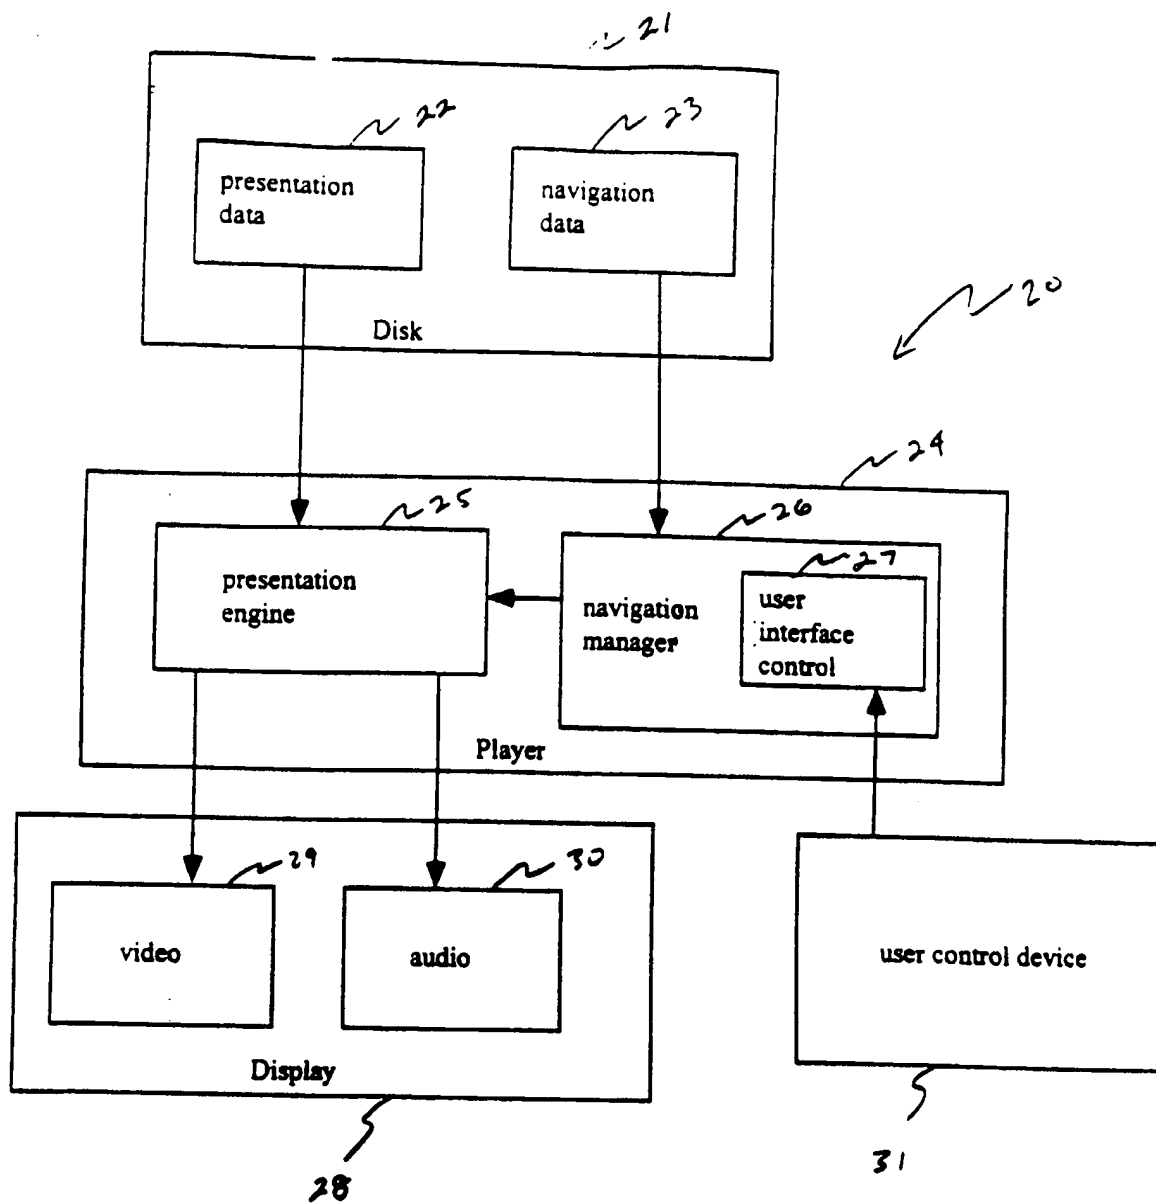 21
22
23
presentation
data
navigation
data
20
Disk
24
25
26
27
presentation
engine
navigation
manager
user
interface
control
Player
29
30
video
audio
user control device
Display
28
31